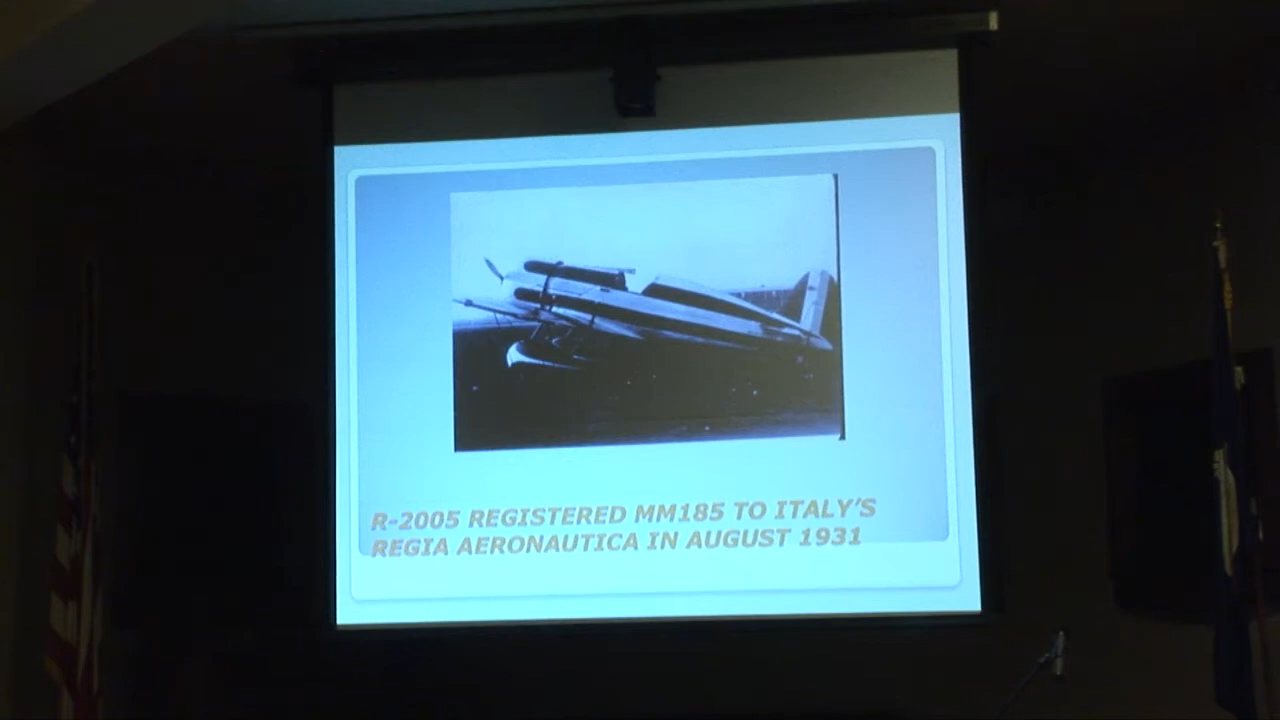 R-2005 REGISTERED MM185 TO ITALY'S
REGIA AERONAUTICA IN AUGUST 1931